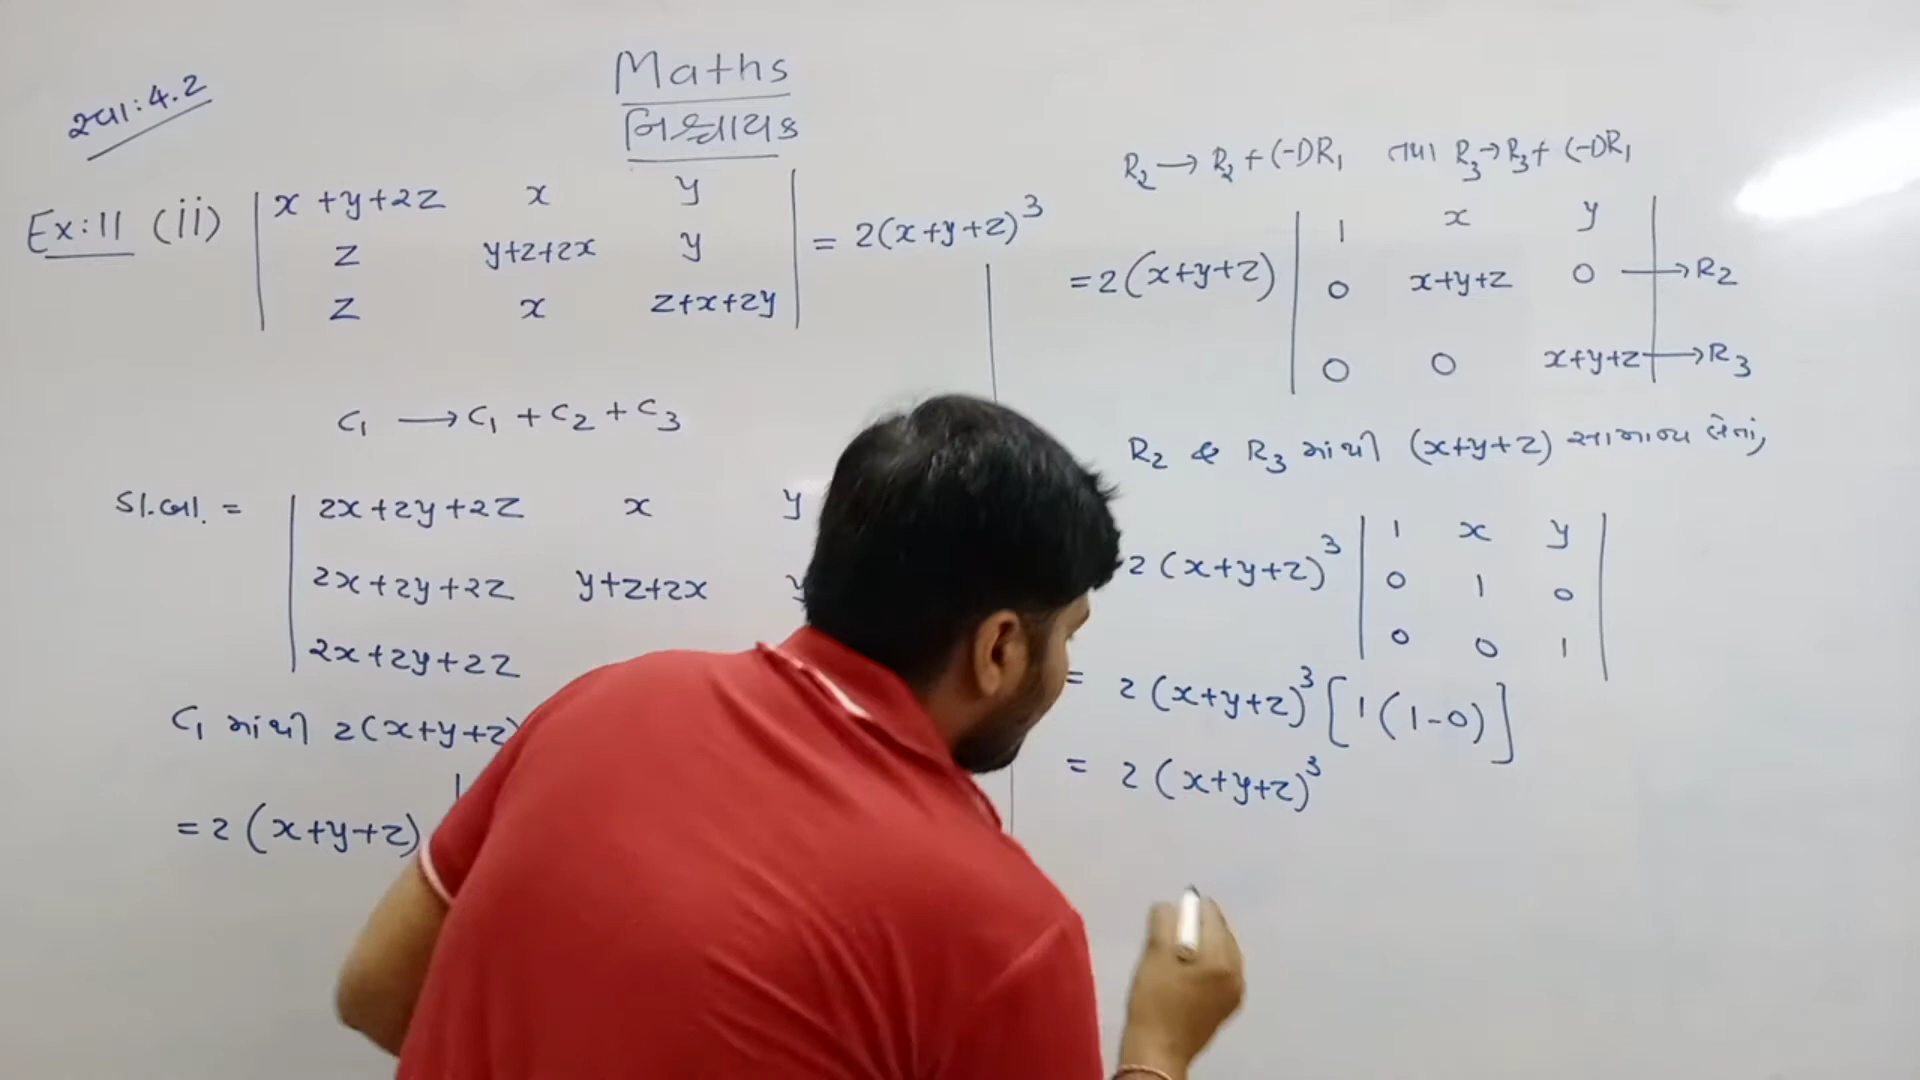 સ્વા:4.2
Maths
નિશ્ચાયક
Ex:11 (ii) | x+y+2z x y |
| z y+z+2x y | = 2(x+y+z)³
| z x z+x+2y |
C₁ → C₁ + C₂ + C₃
ડા.બા. = | 2x+2y+2z x y
| 2x+2y+2z y+z+2x y
| 2x+2y+2z
C₁ માંથી 2(x+y+z)
= 2(x+y+z) |
R₂ → R₂ + (-1)R₁ તથા R₃ → R₃ + (-1)R₁
| 1 x y |
= 2(x+y+z) | 0 x+y+z 0 | → R₂
| 0 0 x+y+z | → R₃
R₂ & R₃ માંથી (x+y+z) સામાન્ય લેતાં,
2(x+y+z)³ | 1 x y |
| 0 1 0 |
| 0 0 1 |
= 2(x+y+z)³ [1(1-0)]
= 2(x+y+z)³